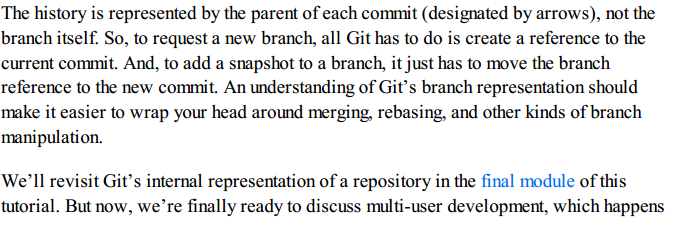 The history is represented by the parent of each commit (designated by arrows), not the
branch itself. So, to request a new branch, all Git has to do is create a reference to the
current commit. And, to add a snapshot to a branch, it just has to move the branch
reference to the new commit. An understanding of Git’s branch representation should
make it easier to wrap your head around merging, rebasing, and other kinds of branch
manipulation.
We’ll revisit Git’s internal representation of a repository in the final module of this
tutorial. But now, we’re finally ready to discuss multi-user development, which happens